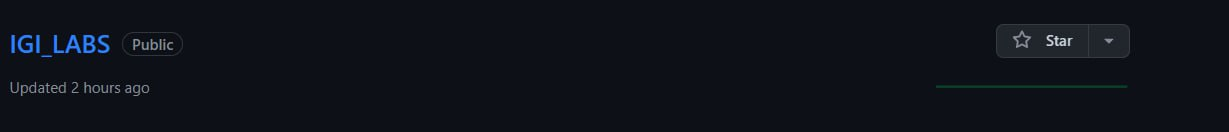 IGI_LABS Public Star
Updated 2 hours ago